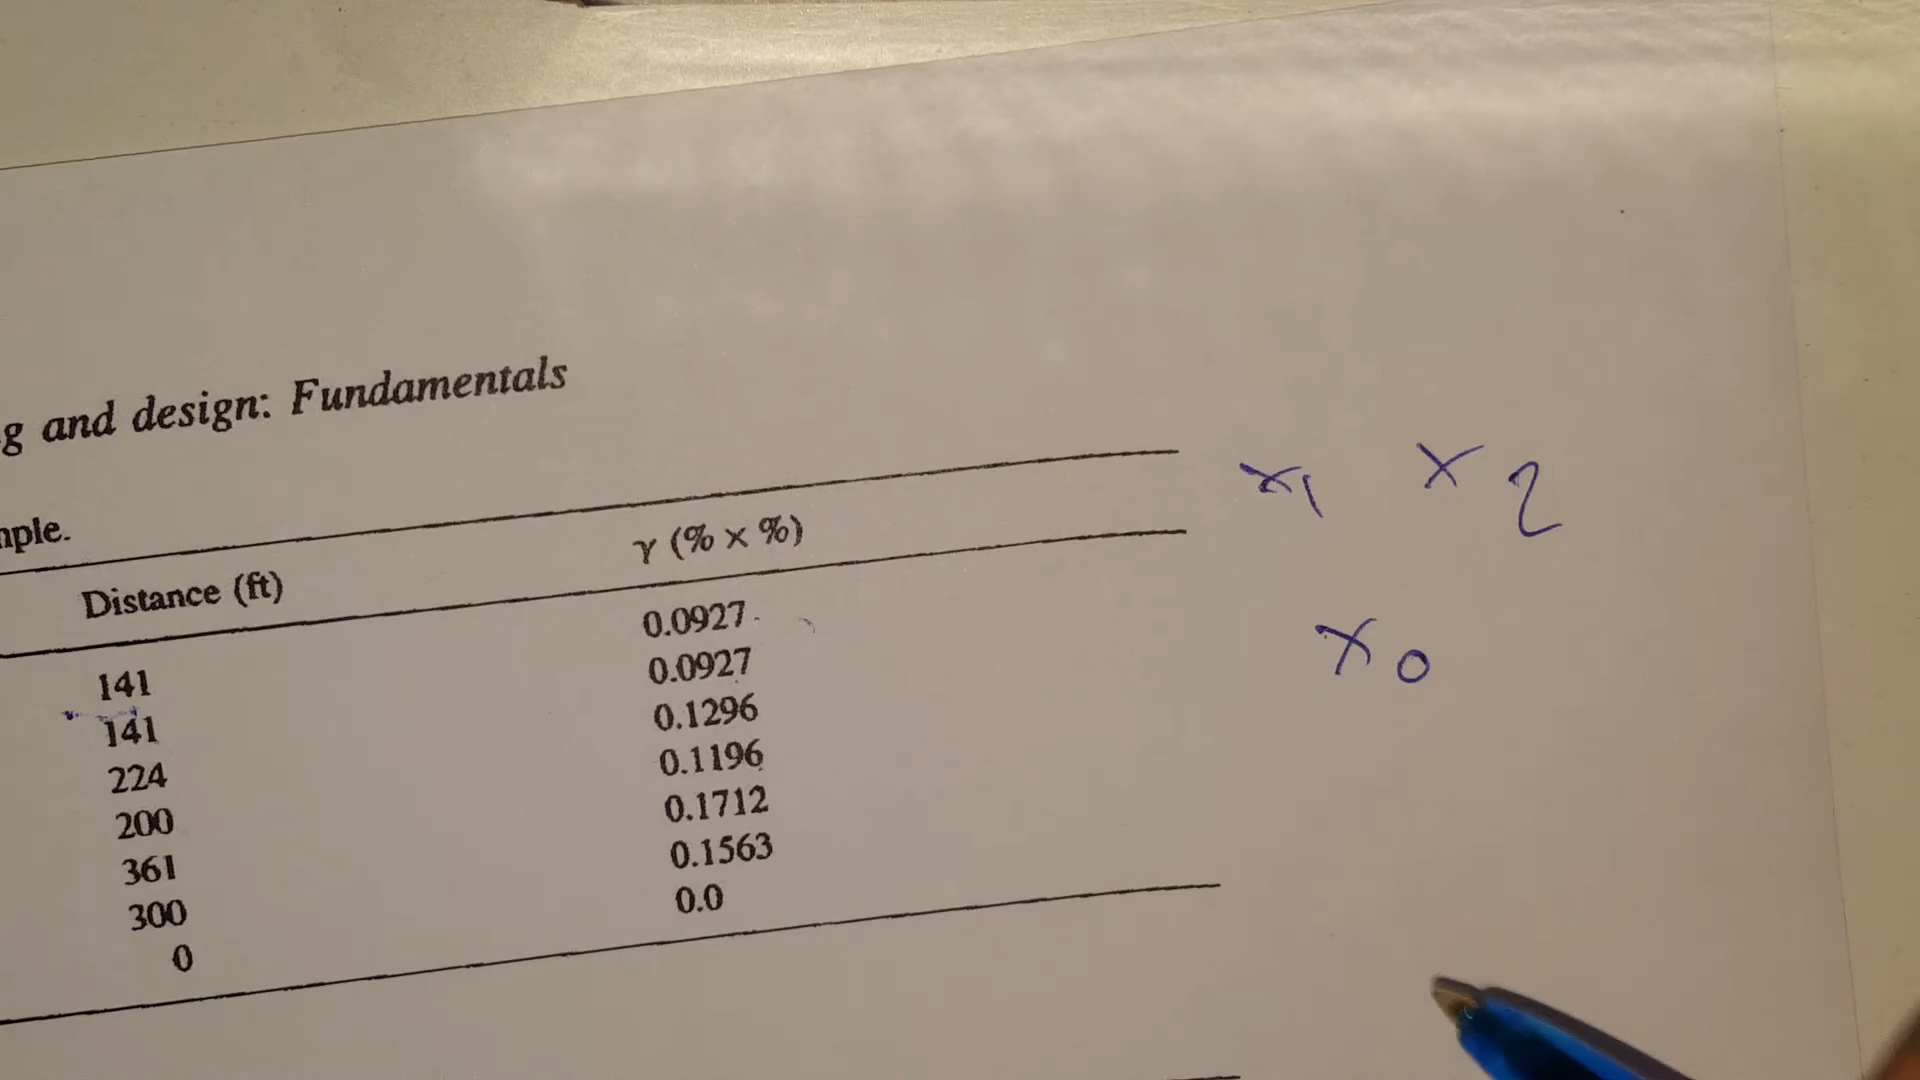 g and design: Fundamentals
mple.
Distance (ft) γ (% x %)
141 0.0927
141 0.0927
224 0.1296
200 0.1196
361 0.1712
300 0.1563
0 0.0
x1 x2
x0